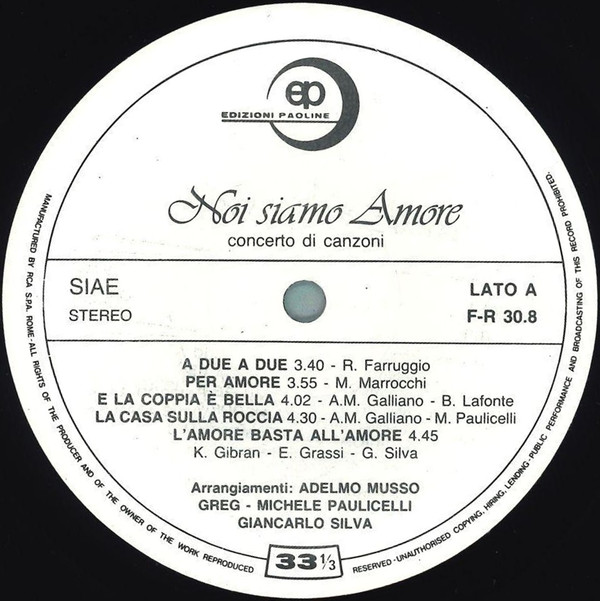 ep
EDIZIONI PAOLINE
Noi siamo Amore
concerto di canzoni
SIAE
STEREO
LATO A
F-R 30.8
A DUE A DUE 3.40 - R. Farruggio
PER AMORE 3.55 - M. Marrocchi
E LA COPPIA È BELLA 4.02 - A.M. Galliano - B. Lafonte
LA CASA SULLA ROCCIA 4.30 - A.M. Galliano - M. Paulicelli
L'AMORE BASTA ALL'AMORE 4.45
K. Gibran - E. Grassi - G. Silva
Arrangiamenti: ADELMO MUSSO
GREG - MICHELE PAULICELLI
GIANCARLO SILVA
33 1/3
MANUFACTURED BY RCA S.P.A. ROME - ALL RIGHTS OF THE PRODUCER AND OF THE OWNER OF THE WORK REPRODUCED
RESERVED - UNAUTHORISED COPYING, HIRING, LENDING - PUBLIC PERFORMANCE AND BROADCASTING OF THIS RECORD PROHIBITED.